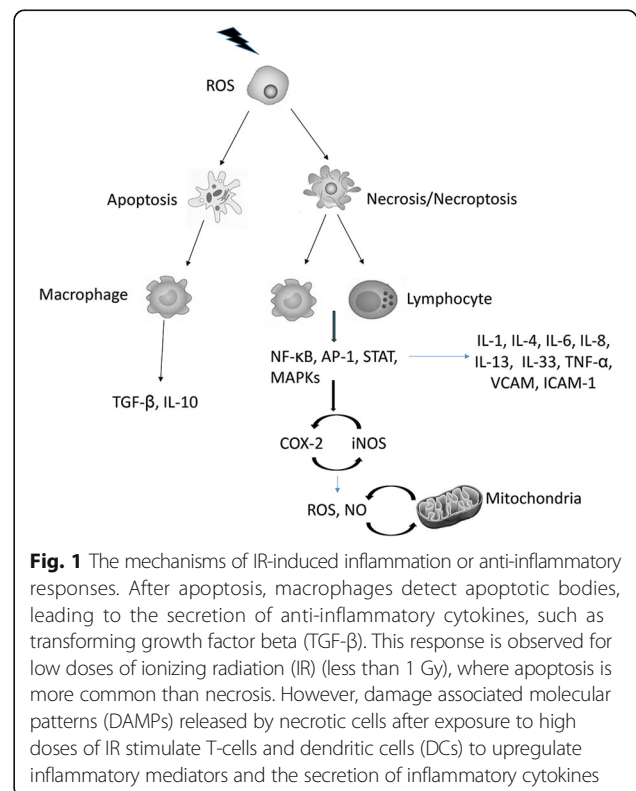 ROS
Apoptosis
Necrosis/Necroptosis
Macrophage
Lymphocyte
TGF-β, IL-10
NF-κB, AP-1, STAT,
MAPKs
IL-1, IL-4, IL-6, IL-8,
IL-13, IL-33, TNF-α,
VCAM, ICAM-1
COX-2 iNOS
ROS, NO
Mitochondria
Fig. 1 The mechanisms of IR-induced inflammation or anti-inflammatory
responses. After apoptosis, macrophages detect apoptotic bodies,
leading to the secretion of anti-inflammatory cytokines, such as
transforming growth factor beta (TGF-β). This response is observed for
low doses of ionizing radiation (IR) (less than 1 Gy), where apoptosis is
more common than necrosis. However, damage associated molecular
patterns (DAMPs) released by necrotic cells after exposure to high
doses of IR stimulate T-cells and dendritic cells (DCs) to upregulate
inflammatory mediators and the secretion of inflammatory cytokines